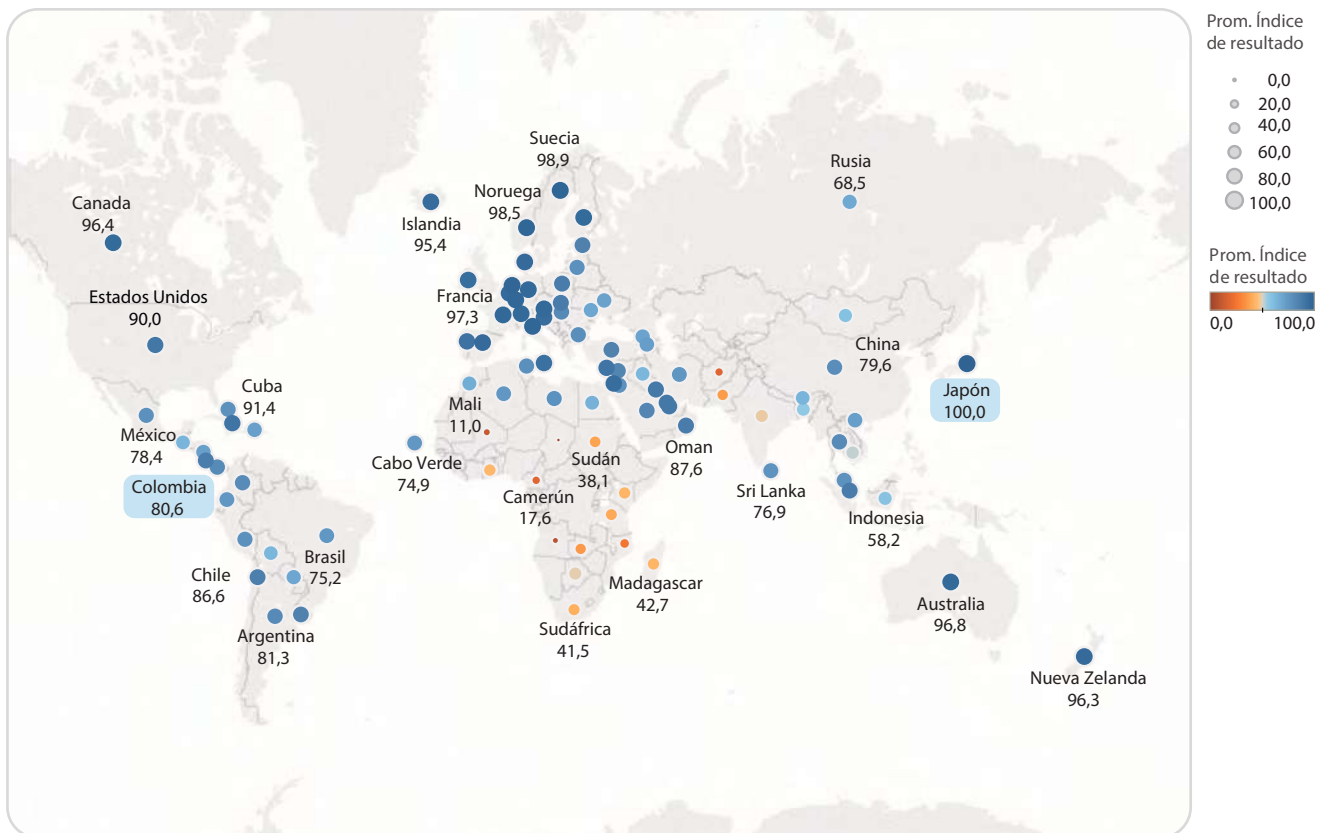 Prom. Índice
de resultado
0,0
20,0
40,0
60,0
80,0
100,0
Prom. Índice
de resultado
0,0
100,0
Suecia
98,9
Rusia
68,5
Noruega
98,5
Canada
96,4
Islandia
95,4
Estados Unidos
90,0
Francia
97,3
China
79,6
Japón
100,0
Cuba
91,4
México
78,4
Mali
11,0
Cabo Verde
74,9
Sudán
38,1
Oman
87,6
Colombia
80,6
Camerún
17,6
Sri Lanka
76,9
Indonesia
58,2
Brasil
75,2
Chile
86,6
Madagascar
42,7
Argentina
81,3
Sudáfrica
41,5
Australia
96,8
Nueva Zelanda
96,3